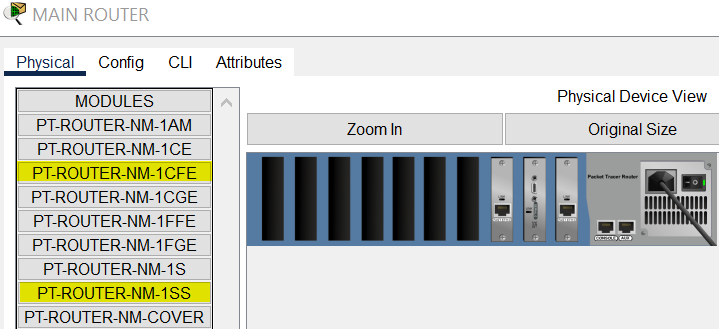 MAIN ROUTER
Physical Config CLI Attributes
MODULES
PT-ROUTER-NM-1AM
PT-ROUTER-NM-1CE
PT-ROUTER-NM-1CFE
PT-ROUTER-NM-1CGE
PT-ROUTER-NM-1FFE
PT-ROUTER-NM-1FGE
PT-ROUTER-NM-1S
PT-ROUTER-NM-1SS
PT-ROUTER-NM-COVER
Physical Device View
Zoom In Original Size
Packet Tracer Router
CONSOLE AUX